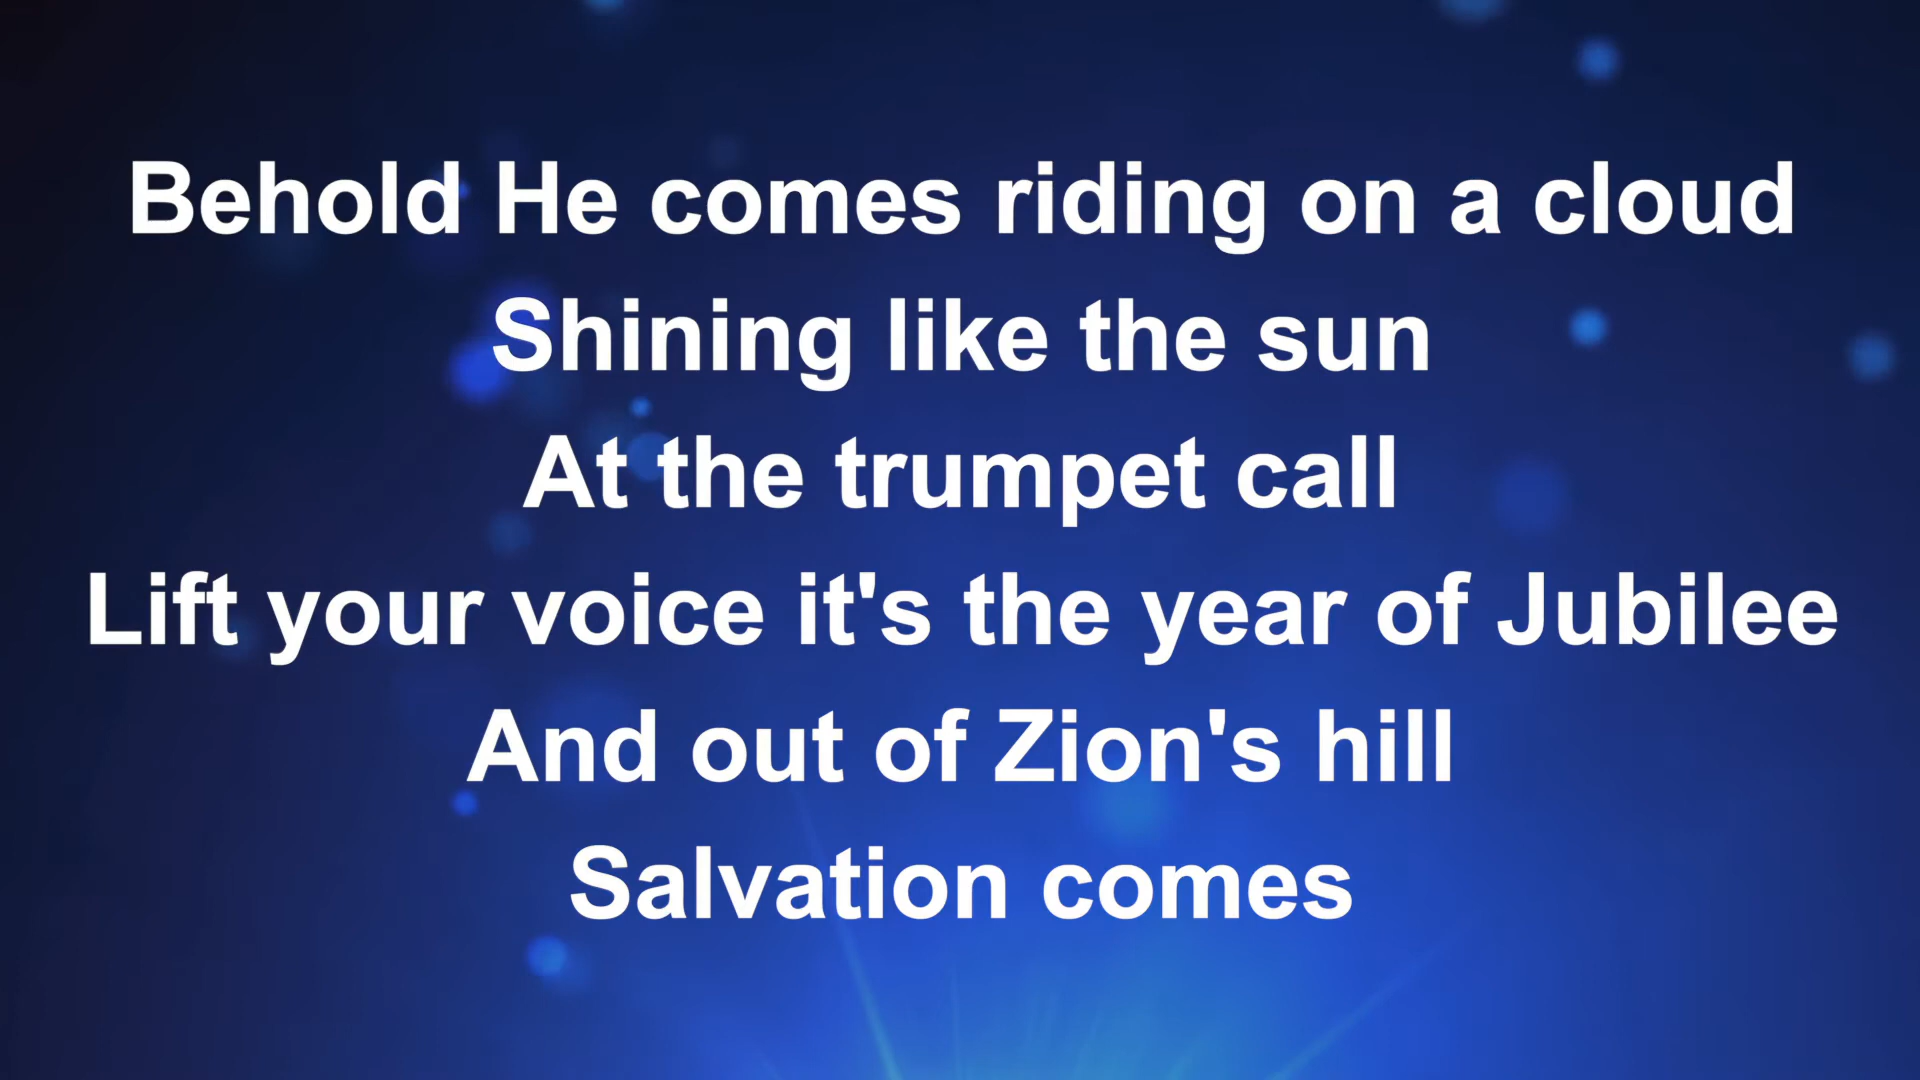 Behold He comes riding on a cloud
Shining like the sun
At the trumpet call
Lift your voice it's the year of Jubilee
And out of Zion's hill
Salvation comes